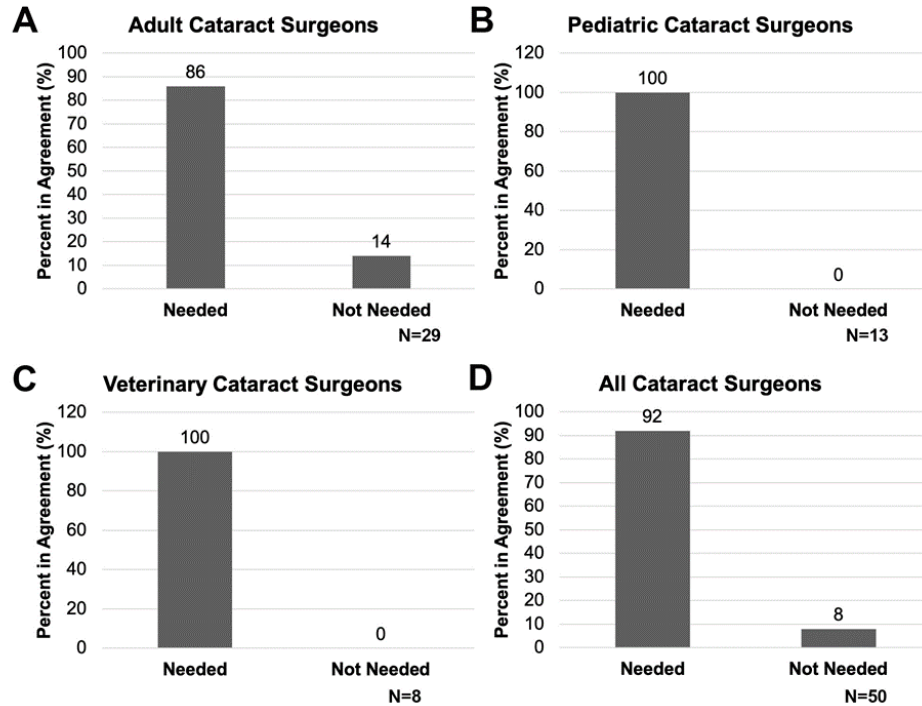 A Adult Cataract Surgeons
Percent in Agreement (%)
100
90
80
70
60
50
40
30
20
10
0
86
14
Needed Not Needed
N=29
B Pediatric Cataract Surgeons
Percent in Agreement (%)
120
100
80
60
40
20
0
100
0
Needed Not Needed
N=13
C Veterinary Cataract Surgeons
Percent in Agreement (%)
120
100
80
60
40
20
0
100
0
Needed Not Needed
N=8
D All Cataract Surgeons
Percent in Agreement (%)
100
90
80
70
60
50
40
30
20
10
0
92
8
Needed Not Needed
N=50